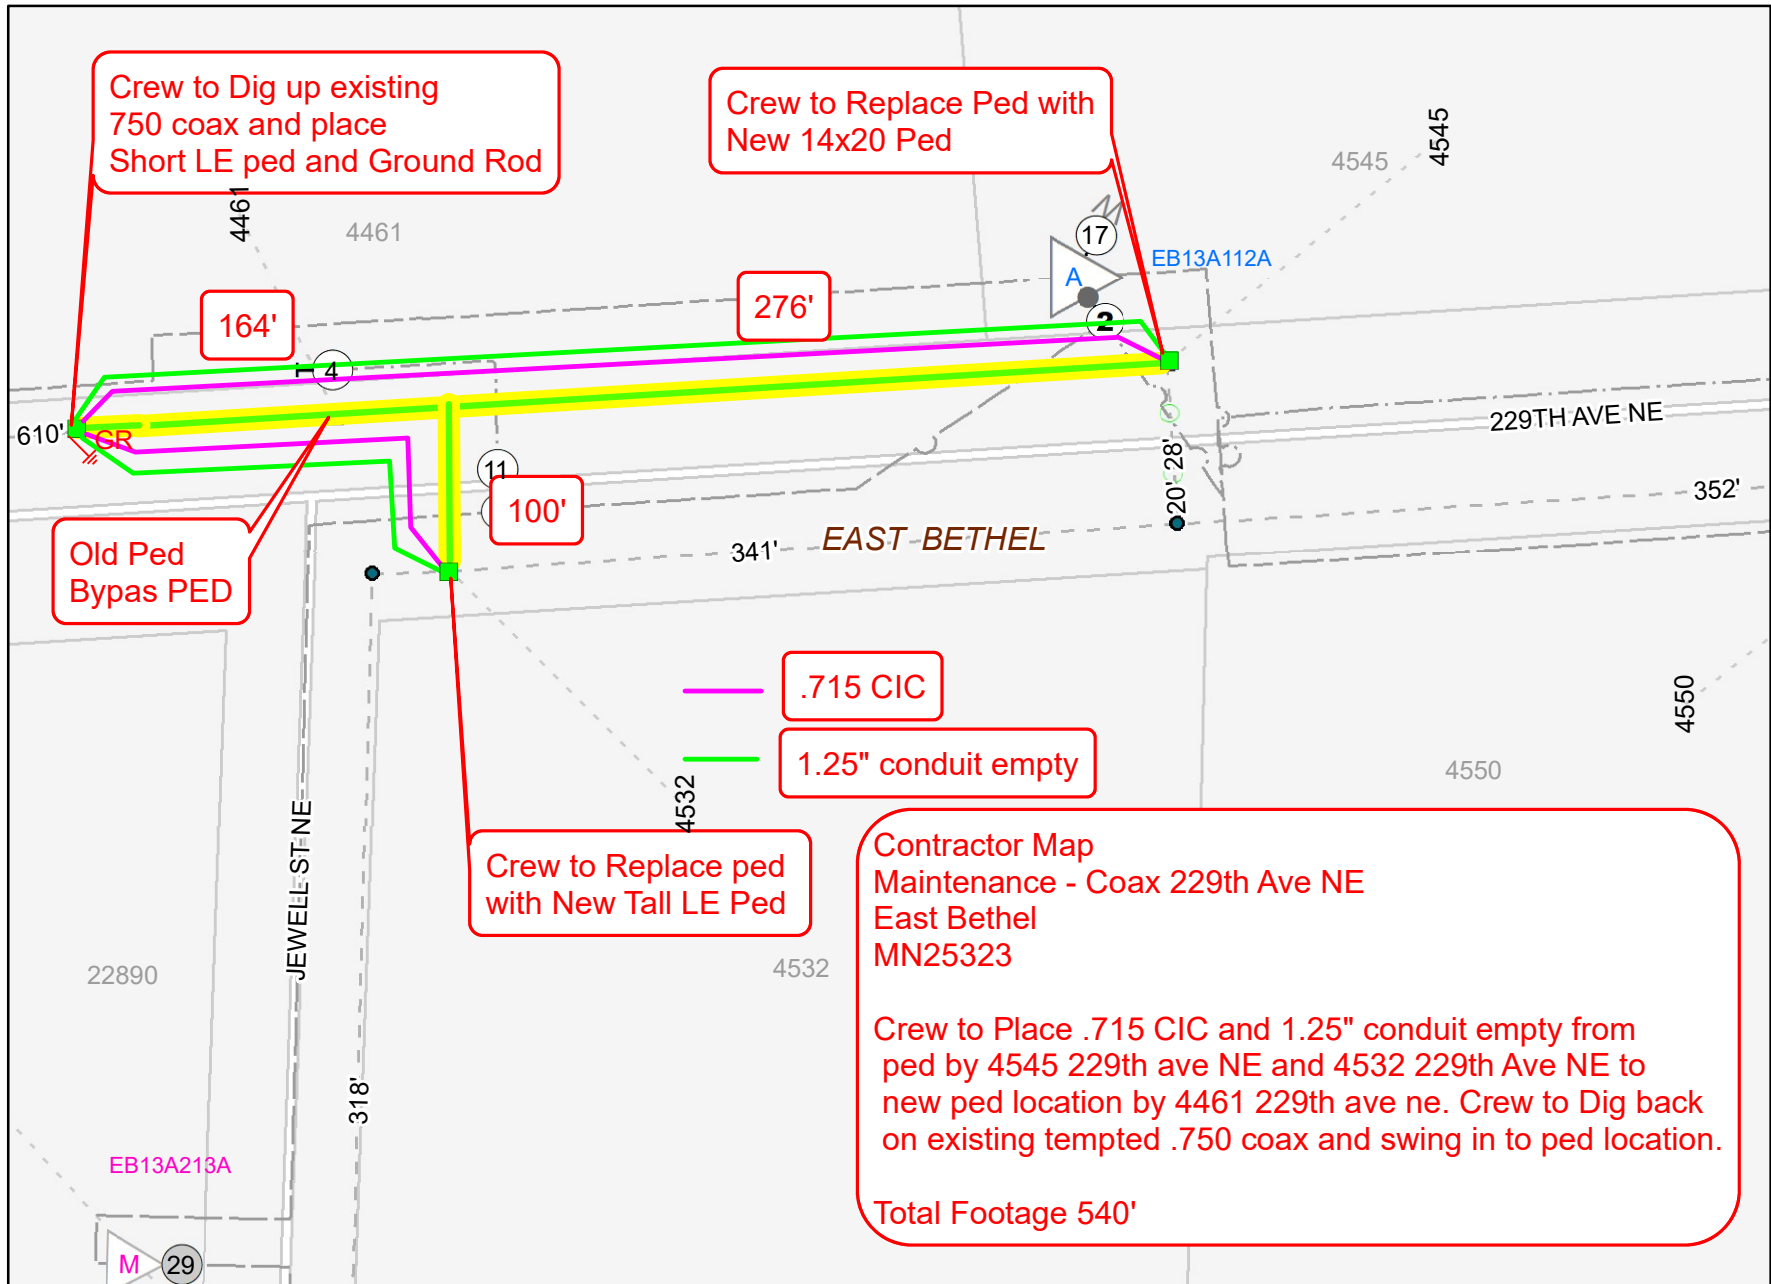 Crew to Dig up existing
750 coax and place
Short LE ped and Ground Rod
Crew to Replace Ped with
New 14x20 Ped
4545
4545
4461
4461
17
A
EB13A112A
2
164'
276'
1
4
610'
GR
11
100'
229TH AVE NE
28'
20'
352'
341'
EAST BETHEL
Old Ped
Bypas PED
.715 CIC
1.25" conduit empty
4550
4550
4532
Crew to Replace ped
with New Tall LE Ped
JEWELL ST NE
22890
4532
318'
EB13A213A
M
29
Contractor Map
Maintenance - Coax 229th Ave NE
East Bethel
MN25323
Crew to Place .715 CIC and 1.25" conduit empty from
ped by 4545 229th ave NE and 4532 229th Ave NE to
new ped location by 4461 229th ave ne. Crew to Dig back
on existing tempted .750 coax and swing in to ped location.
Total Footage 540'